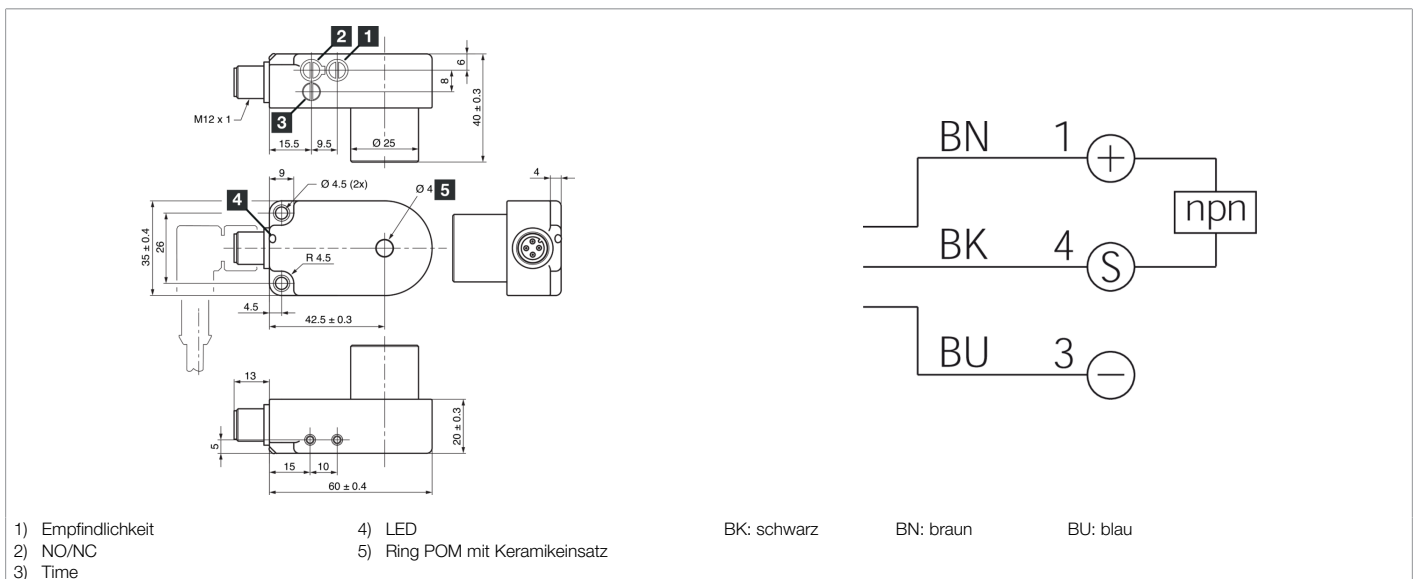 2 1
6
8
40 ± 0.3
M12 x 1
3
15.5 9.5 Ø 25
9
Ø 4.5 (2x)
4
Ø 4 5
4
35 ± 0.4
26
R 4.5
4.5
42.5 ± 0.3
13
5
20 ± 0.3
15 10
60 ± 0.4
BN 1 +
npn
BK 4 S
BU 3 −
1) Empfindlichkeit
2) NO/NC
3) Time
4) LED
5) Ring POM mit Keramikeinsatz
BK: schwarz BN: braun BU: blau